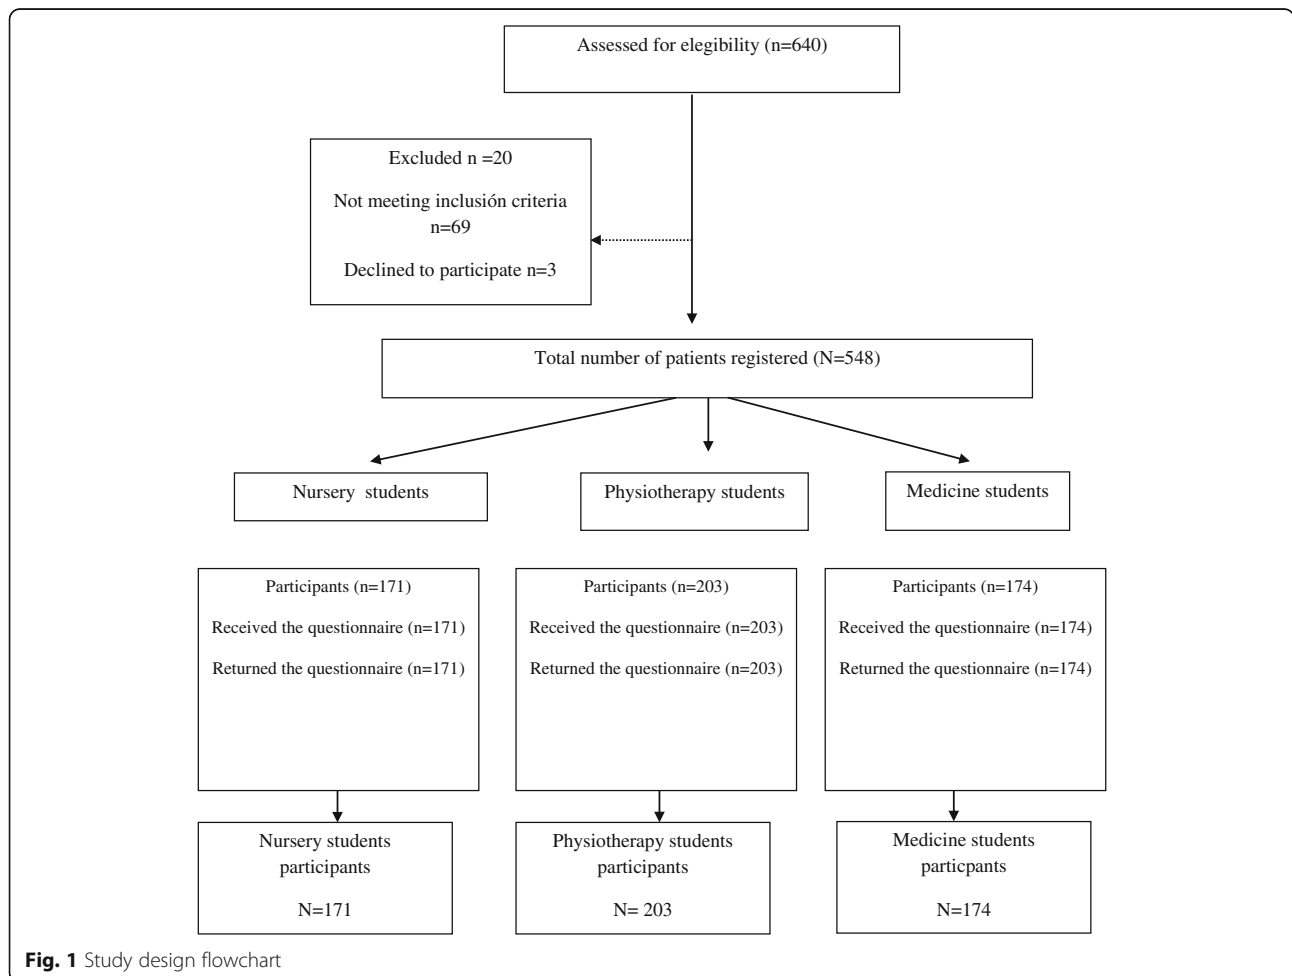 Assessed for elegibility (n=640)
Excluded n =20
Not meeting inclusión criteria
n=69
Declined to participate n=3
Total number of patients registered (N=548)
Nursery students
Physiotherapy students
Medicine students
Participants (n=171)
Received the questionnaire (n=171)
Returned the questionnaire (n=171)
Participants (n=203)
Received the questionnaire (n=203)
Returned the questionnaire (n=203)
Participants (n=174)
Received the questionnaire (n=174)
Returned the questionnaire (n=174)
Nursery students
participants
N=171
Physiotherapy students
participants
N= 203
Medicine students
particpants
N=174
Fig. 1 Study design flowchart